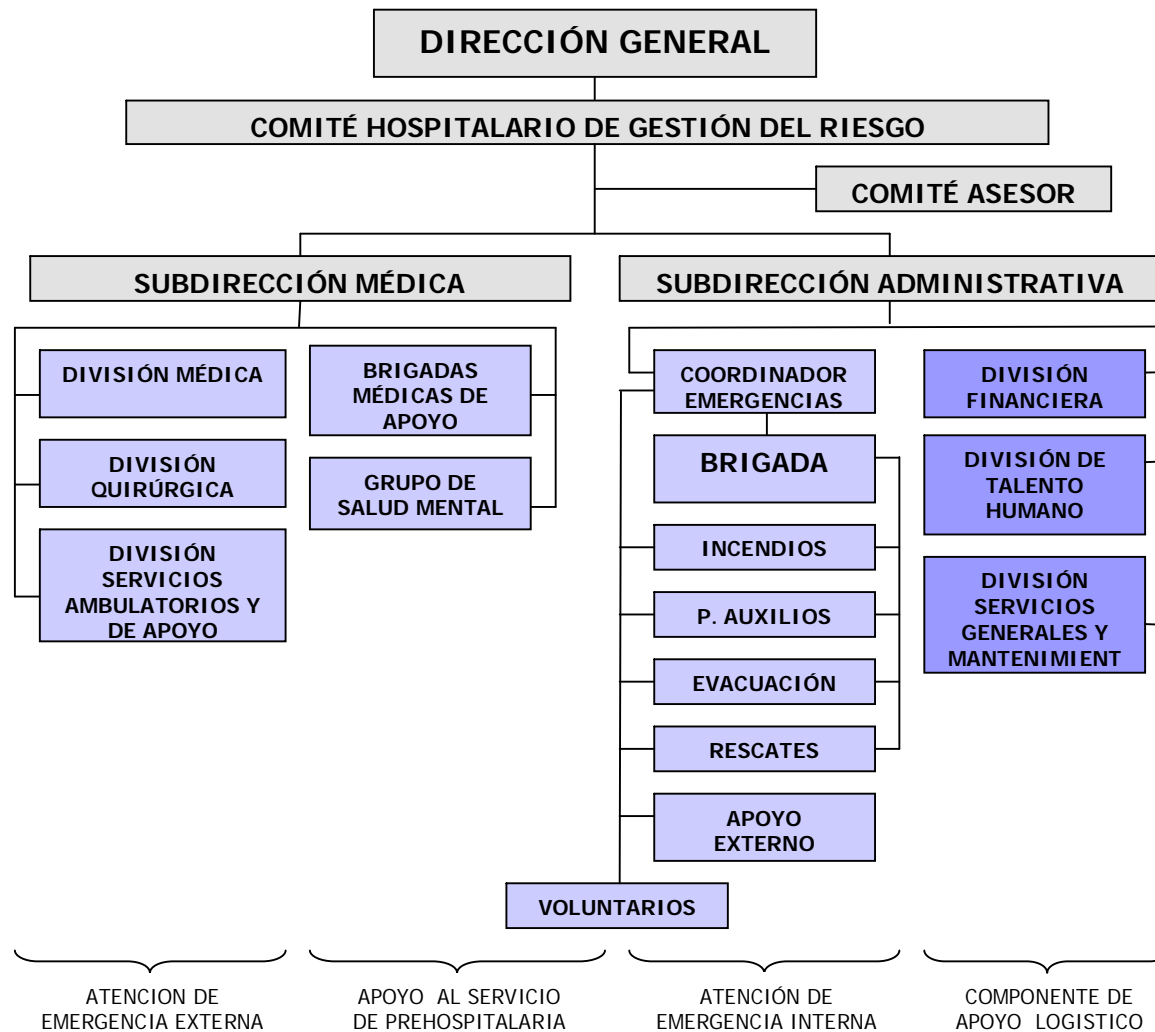 DIRECCIÓN GENERAL
COMITÉ HOSPITALARIO DE GESTIÓN DEL RIESGO
COMITÉ ASESOR
SUBDIRECCIÓN MÉDICA
SUBDIRECCIÓN ADMINISTRATIVA
DIVISIÓN MÉDICA
DIVISIÓN
QUIRÚRGICA
DIVISIÓN
SERVICIOS
AMBULATORIOS Y
DE APOYO
BRIGADAS
MÉDICAS DE
APOYO
GRUPO DE
SALUD MENTAL
COORDINADOR
EMERGENCIAS
BRIGADA
INCENDIOS
P. AUXILIOS
EVACUACIÓN
RESCATES
APOYO
EXTERNO
VOLUNTARIOS
DIVISIÓN
FINANCIERA
DIVISIÓN DE
TALENTO
HUMANO
DIVISIÓN
SERVICIOS
GENERALES Y
MANTENIMIENT
ATENCION DE
EMERGENCIA EXTERNA
APOYO AL SERVICIO
DE PREHOSPITALARIA
ATENCIÓN DE
EMERGENCIA INTERNA
COMPONENTE DE
APOYO LOGISTICO